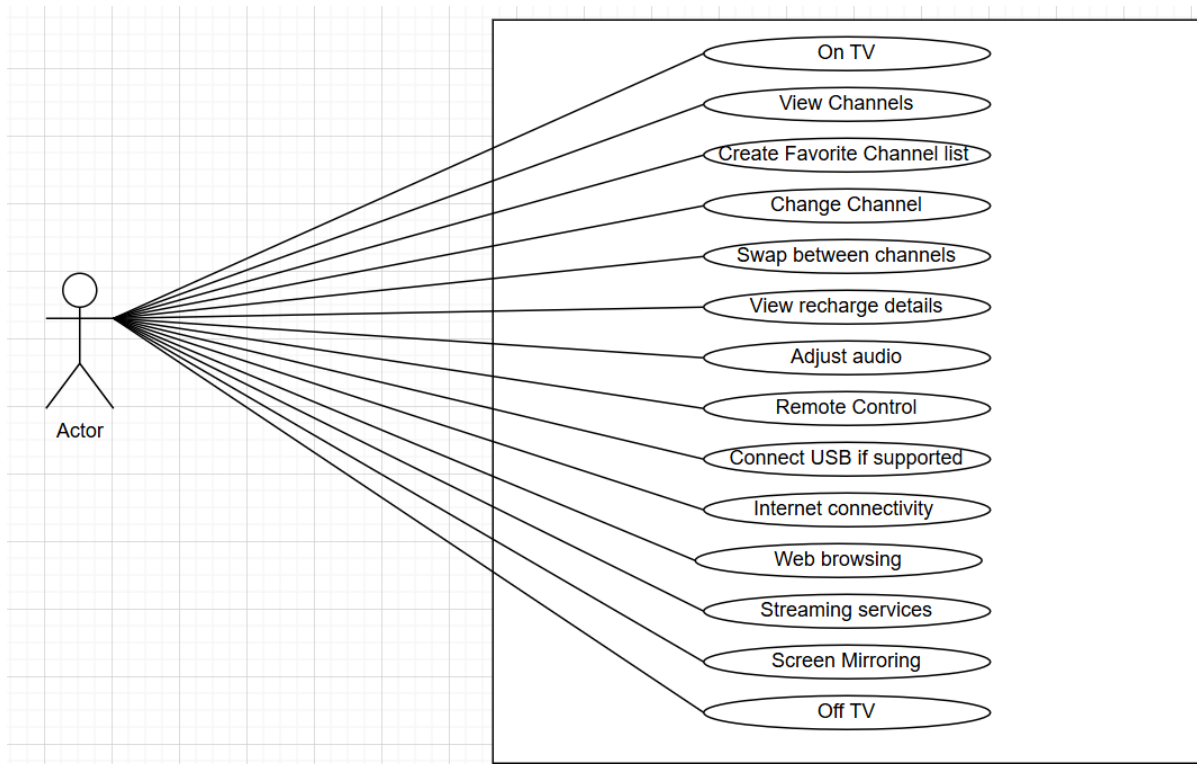 On TV
View Channels
Create Favorite Channel list
Change Channel
Swap between channels
View recharge details
Adjust audio
Remote Control
Actor
Connect USB if supported
Internet connectivity
Web browsing
Streaming services
Screen Mirroring
Off TV